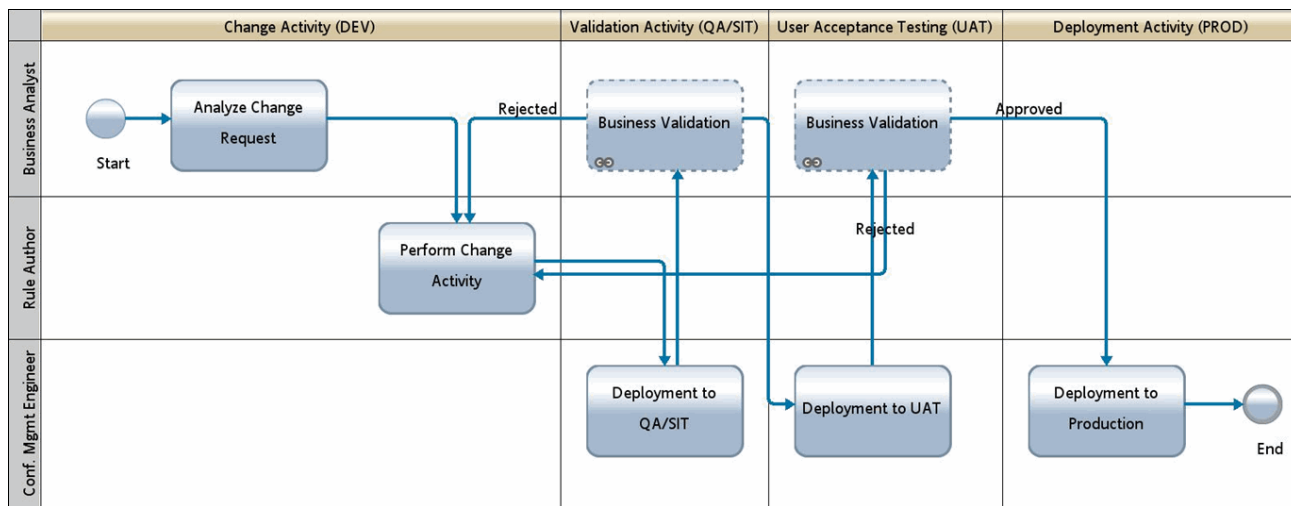 Change Activity (DEV)
Validation Activity (QA/SIT)
User Acceptance Testing (UAT)
Deployment Activity (PROD)
Business Analyst
Start
Analyze Change
Request
Rejected
Business Validation
Business Validation
Approved
Rule Author
Perform Change
Activity
Rejected
Conf. Mgmt Engineer
Deployment to
QA/SIT
Deployment to UAT
Deployment to
Production
End